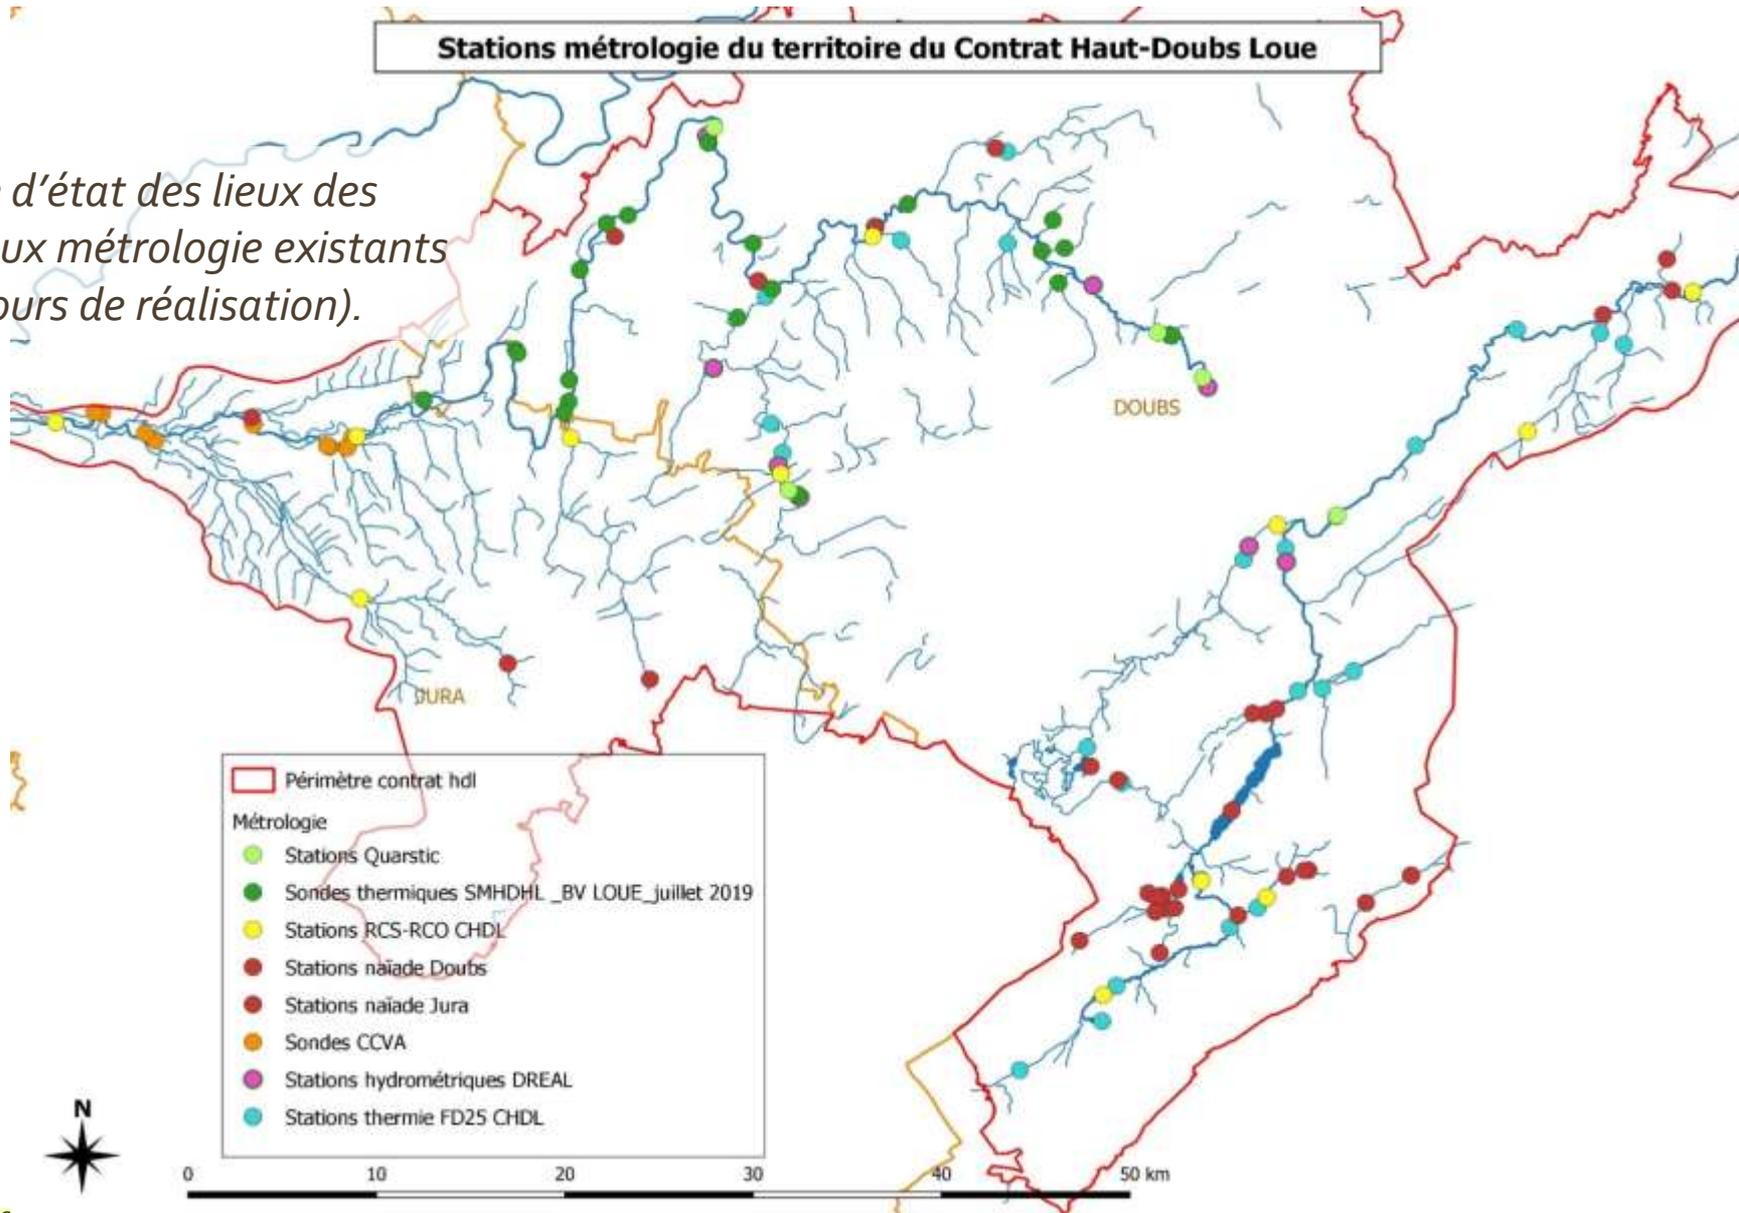 Stations métrologie du territoire du Contrat Haut-Doubs Loue
d'état des lieux des
ux métrologie existants
ours de réalisation).
DOUBS
JURA
Périmètre contrat hdl
Métrologie
Stations Quarstic
Sondes thermiques SMHDHL _BV LOUE_juillet 2019
Stations RCS-RCO CHDL
Stations naïade Doubs
Stations naïade Jura
Sondes CCVA
Stations hydrométriques DREAL
Stations thermie FD25 CHDL
N
0 10 20 30 40 50 km